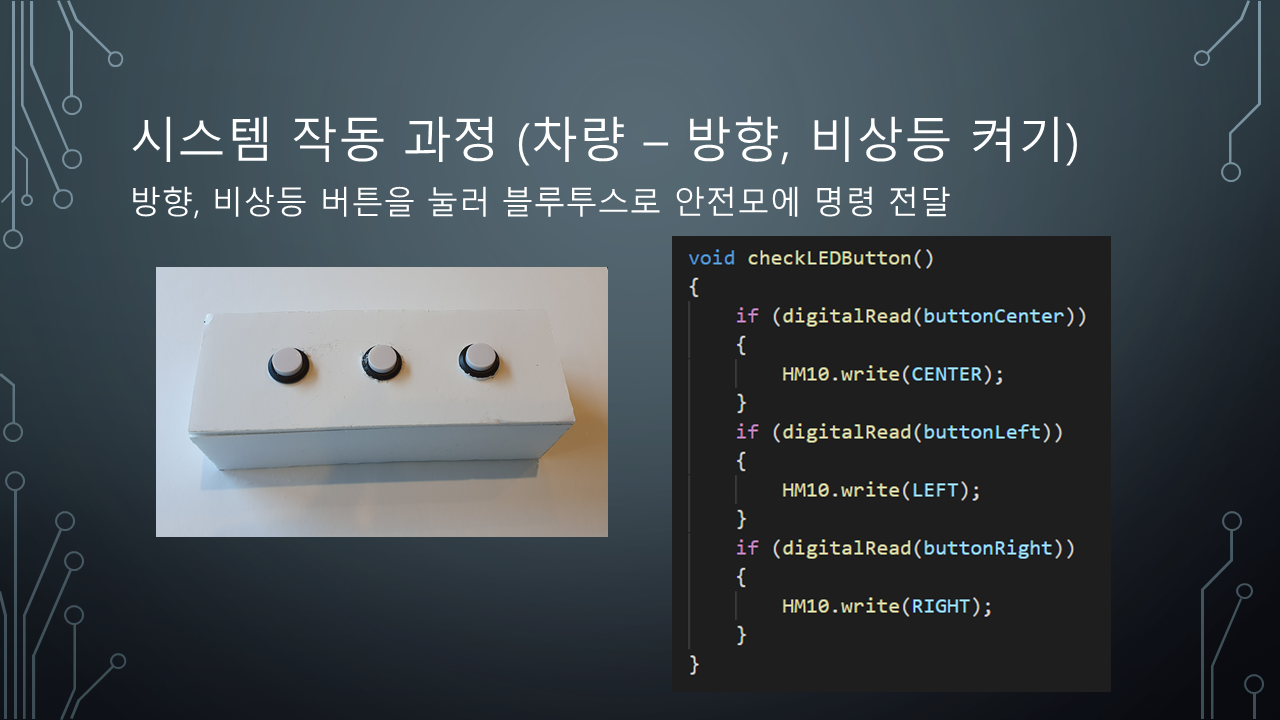 시스템 작동 과정 (차량 – 방향, 비상등 켜기)
방향, 비상등 버튼을 눌러 블루투스로 안전모에 명령 전달
void checkLEDButton()
{
    if (digitalRead(buttonCenter))
    {
        HM10.write(CENTER);
    }
    if (digitalRead(buttonLeft))
    {
        HM10.write(LEFT);
    }
    if (digitalRead(buttonRight))
    {
        HM10.write(RIGHT);
    }
}